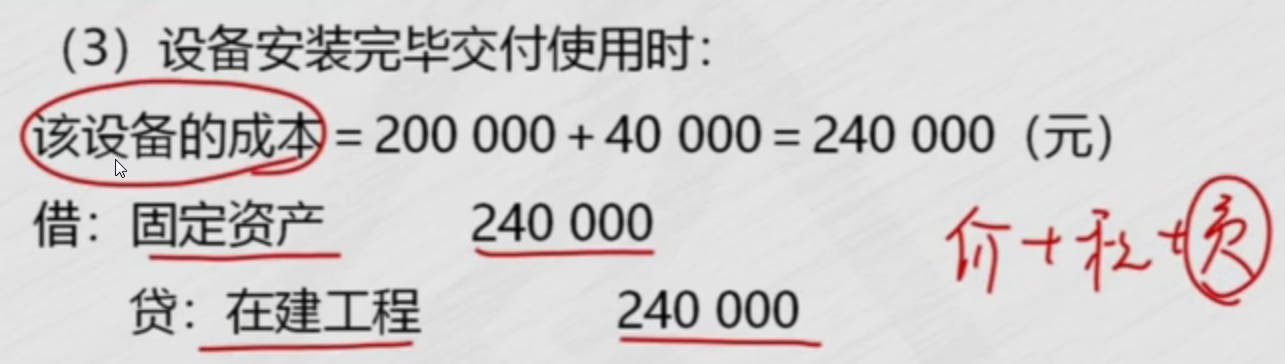 （3）设备安装完毕交付使用时：
该设备的成本＝200 000＋40 000＝240 000（元）
借：固定资产 240 000
价+税+费
贷：在建工程 240 000